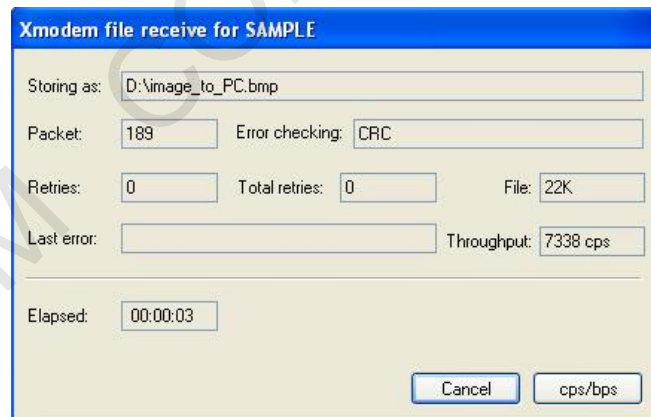 Xmodem file receive for SAMPLE
Storing as: D:\image_to_PC.bmp
Packet: 189 Error checking: CRC
Retries: 0 Total retries: 0 File: 22K
Last error: Throughput: 7338 cps
Elapsed: 00:00:03
Cancel cps/bps